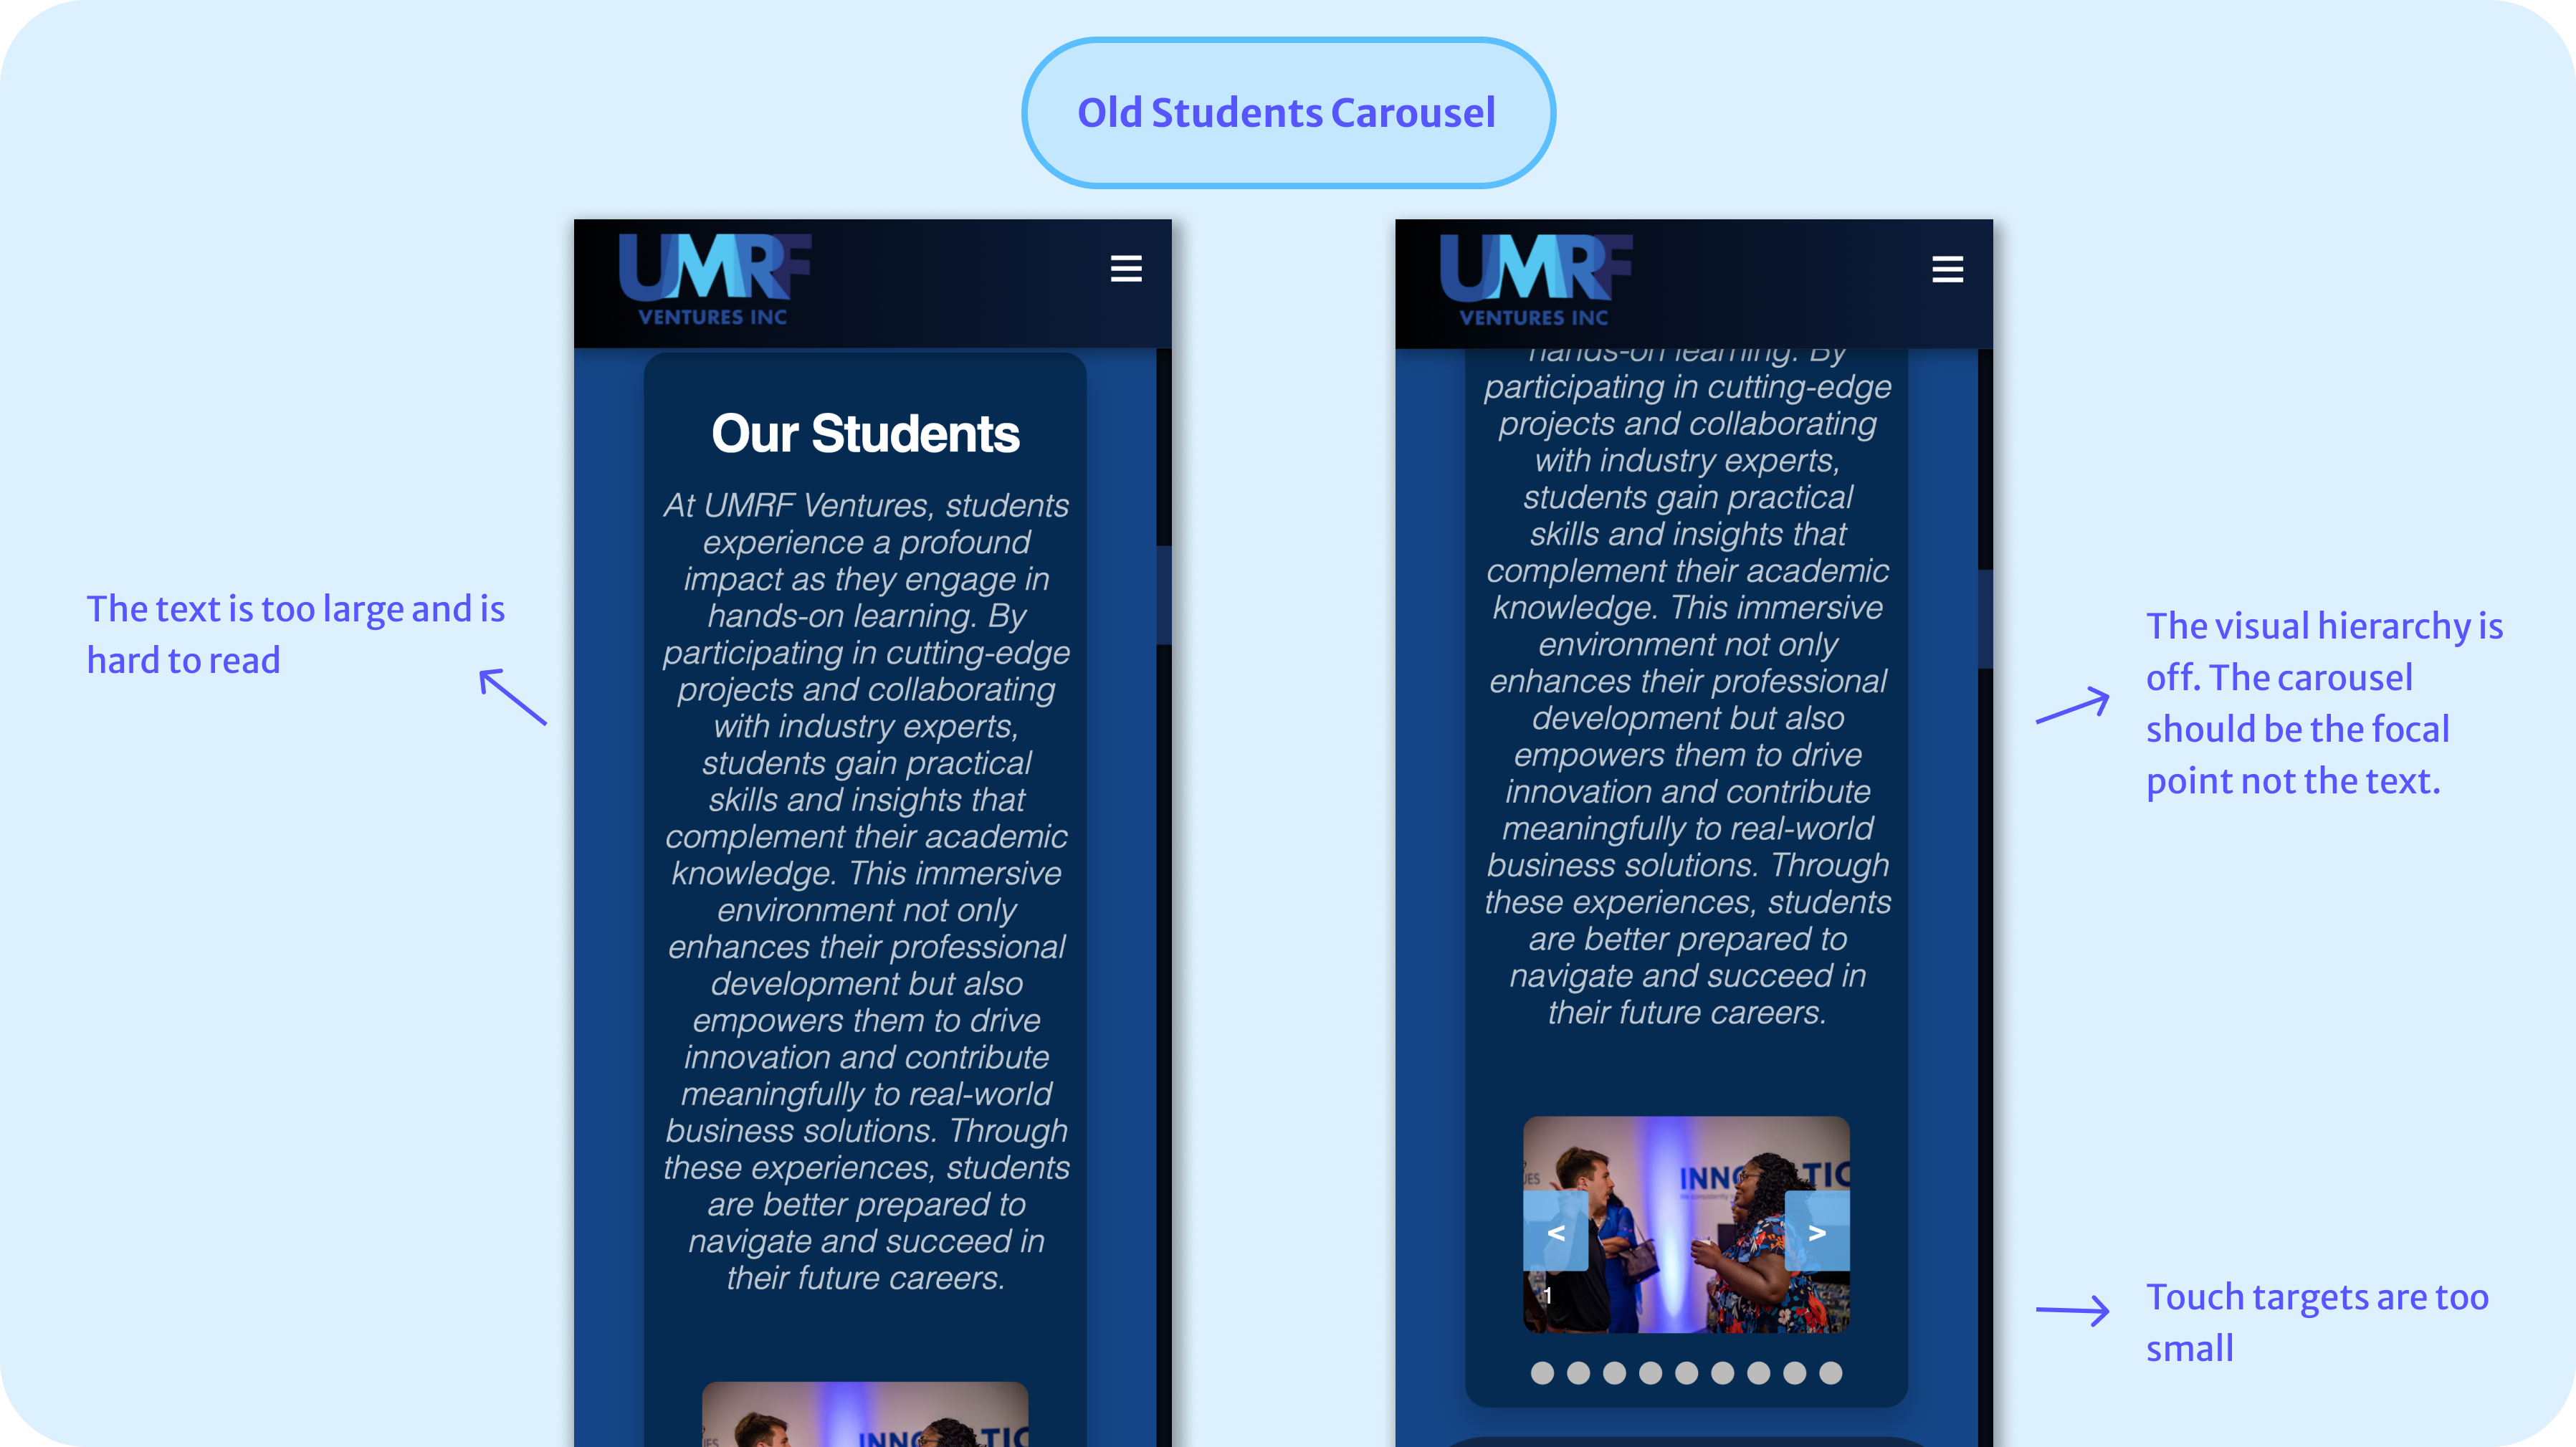 Old Students Carousel
The text is too large and is
hard to read
UMRF
VENTURES INC
Our Students
At UMRF Ventures, students
experience a profound
impact as they engage in
hands-on learning. By
participating in cutting-edge
projects and collaborating
with industry experts,
students gain practical
skills and insights that
complement their academic
knowledge. This immersive
environment not only
enhances their professional
development but also
empowers them to drive
innovation and contribute
meaningfully to real-world
business solutions. Through
these experiences, students
are better prepared to
navigate and succeed in
their future careers.
UMRF
VENTURES INC
hands-on learning. By
participating in cutting-edge
projects and collaborating
with industry experts,
students gain practical
skills and insights that
complement their academic
knowledge. This immersive
environment not only
enhances their professional
development but also
empowers them to drive
innovation and contribute
meaningfully to real-world
business solutions. Through
these experiences, students
are better prepared to
navigate and succeed in
their future careers.
< >
1
The visual hierarchy is
off. The carousel
should be the focal
point not the text.
Touch targets are too
small